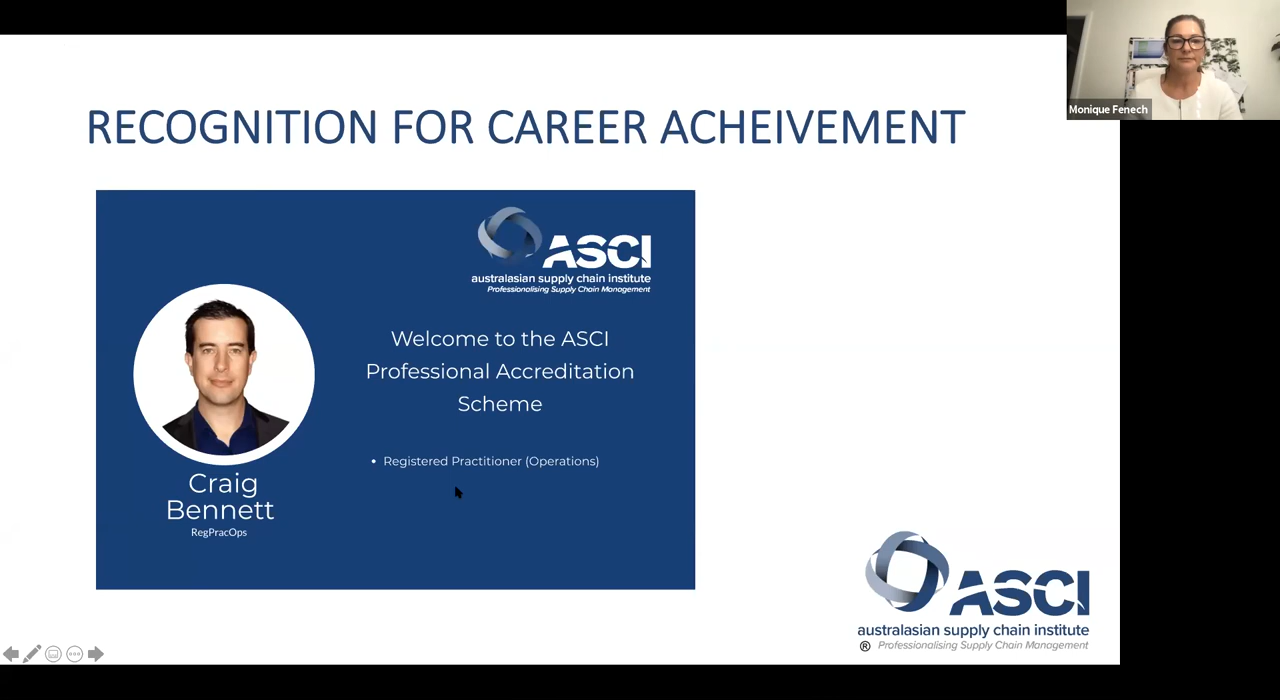 Monique Fenech
RECOGNITION FOR CAREER ACHEIVEMENT
ASCI
australasian supply chain institute
Professionalising Supply Chain Management
Welcome to the ASCI
Professional Accreditation
Scheme
• Registered Practitioner (Operations)
Craig
Bennett
RegPracOps
ASCI
australasian supply chain institute
® Professionalising Supply Chain Management